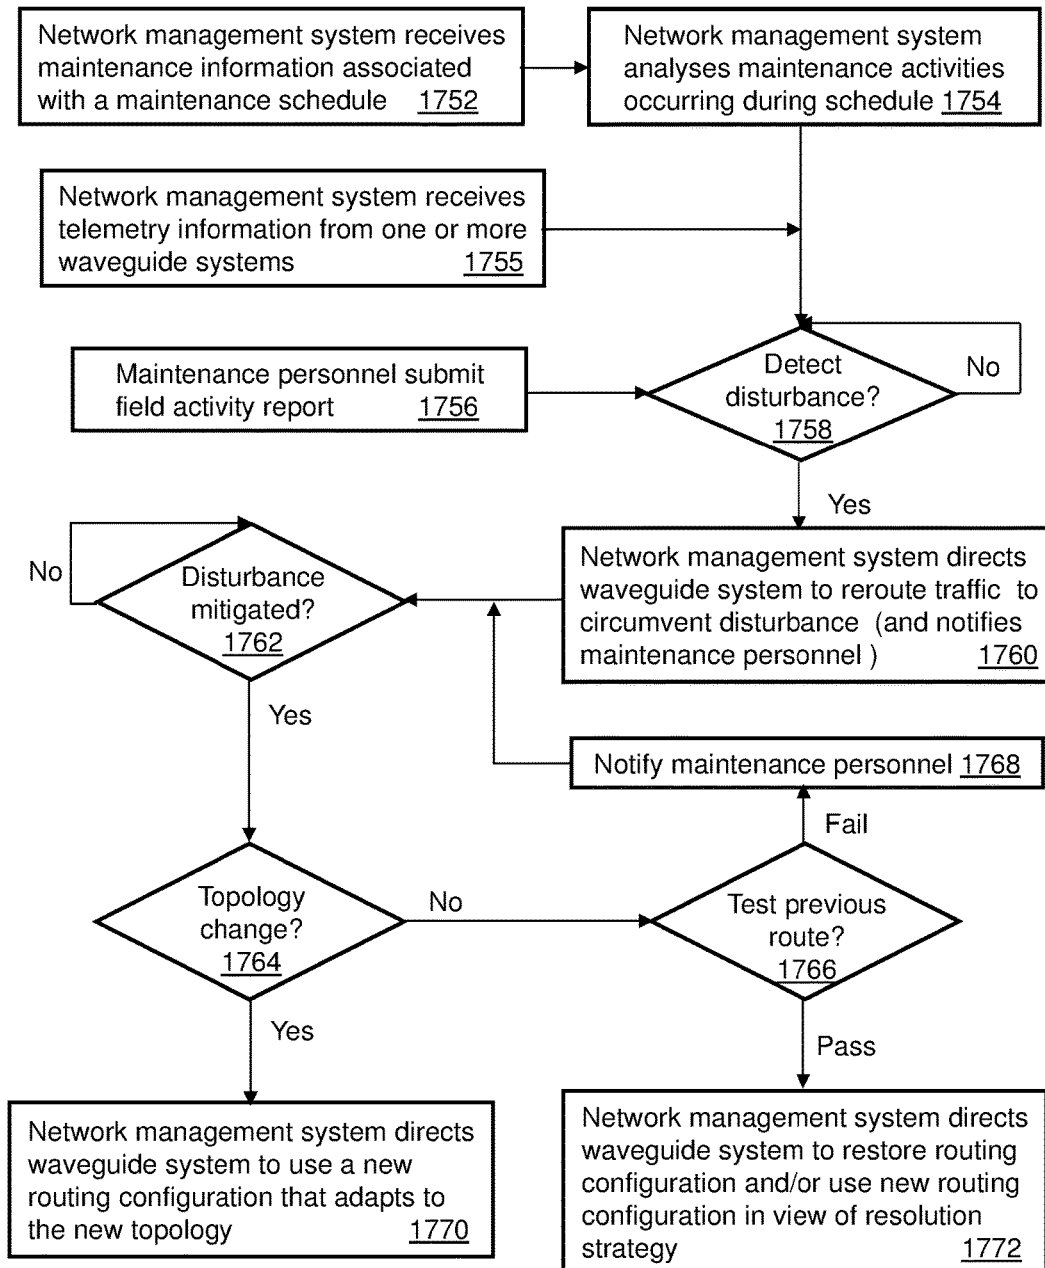 Network management system receives
maintenance information associated
with a maintenance schedule 1752
Network management system
analyses maintenance activities
occurring during schedule 1754
Network management system receives
telemetry information from one or more
waveguide systems 1755
Maintenance personnel submit
field activity report 1756
Detect
disturbance?
1758
No
Yes
Network management system directs
waveguide system to reroute traffic to
circumvent disturbance (and notifies
maintenance personnel ) 1760
No
Disturbance
mitigated?
1762
Yes
Notify maintenance personnel 1768
Fail
Topology
change?
1764
No
Test previous
route?
1766
Yes
Pass
Network management system directs
waveguide system to use a new
routing configuration that adapts to
the new topology 1770
Network management system directs
waveguide system to restore routing
configuration and/or use new routing
configuration in view of resolution
strategy 1772